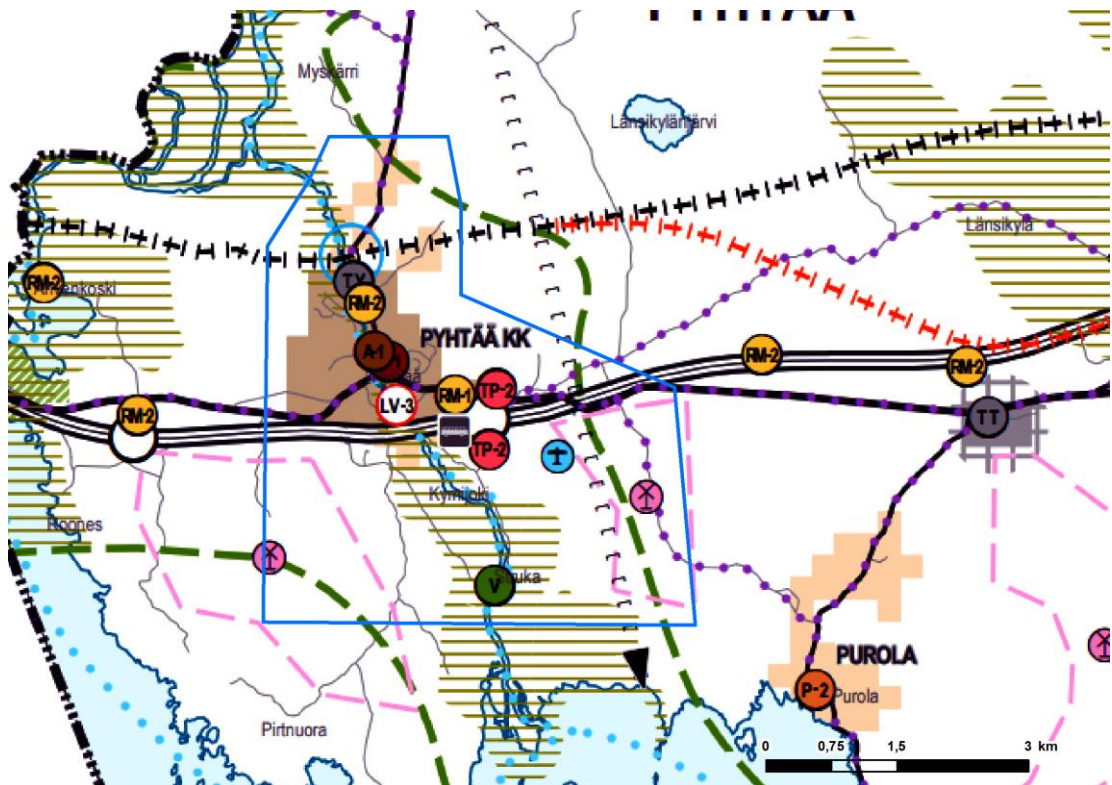 Myskärri
Länsikylänjärvi
Länsikylä
RM-2
TX
RM-2
A-1
PYHTÄÄ KK
RM-2
RM-2
RM-1
TP-2
LV-3
RM-2
TT
TP-2
Kymijoki
V
PUROLA
P-2
Purola
Pirtnuora
0 0,75 1,5 3 km